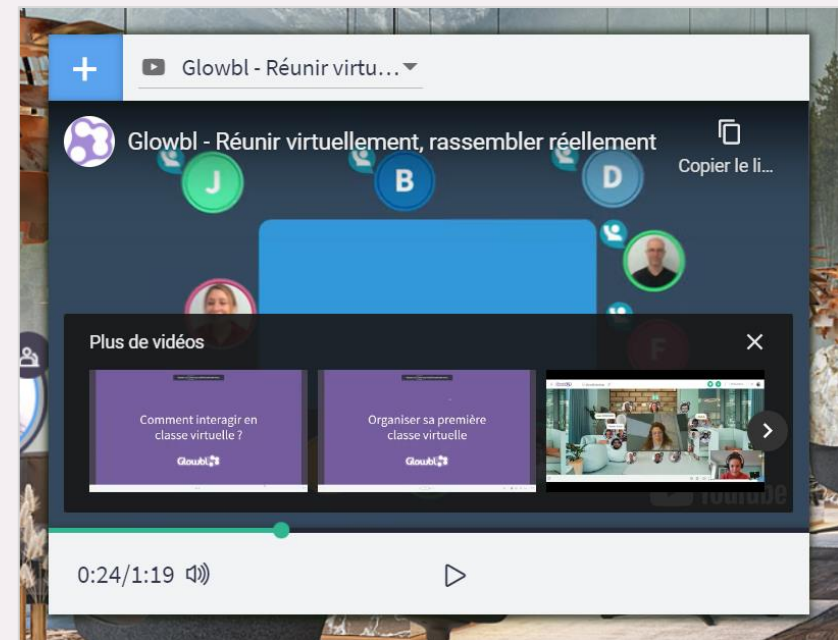 +
Glowbl - Réunir virtu...
Glowbl - Réunir virtuellement, rassembler réellement
Copier le li...
J
B
D
F
Plus de vidéos
Comment interagir en
classe virtuelle ?
Glowbl
Organiser sa première
classe virtuelle
Glowbl
YouTube
0:24/1:19